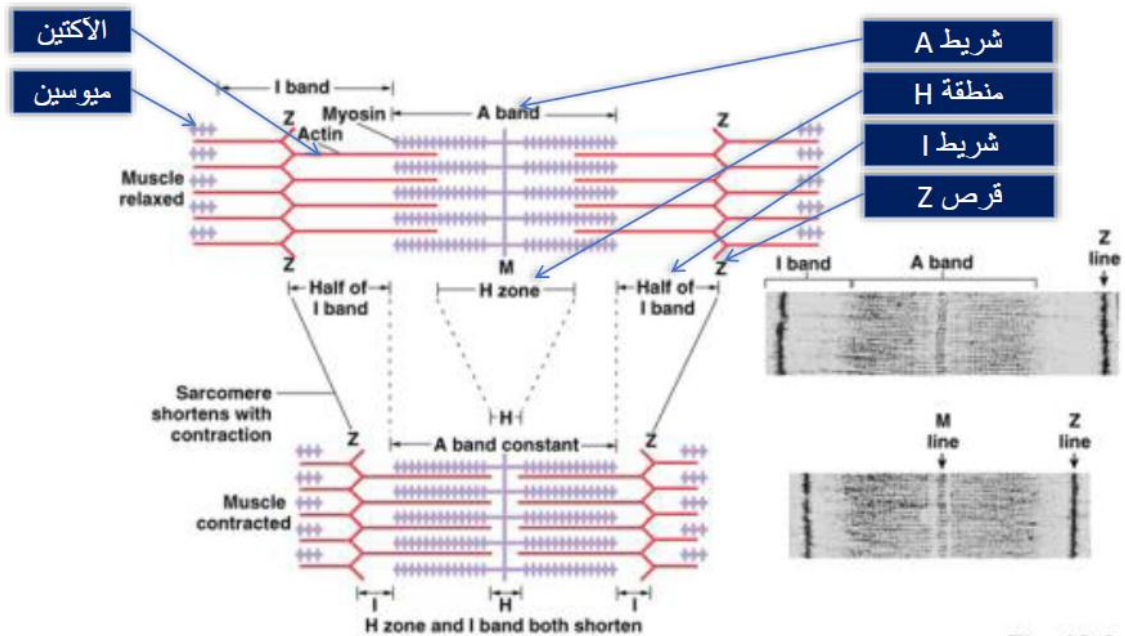 الآكتين
ميوسين
شريط A
منطقة H
شريط I
قرص Z
I band
Myosin
A band
Z
Actin
Z
Muscle
relaxed
Z
M
Z
Half of
I band
H zone
Half of
I band
I band
A band
Z
line
Sarcomere
shortens with
contraction
H
Z
A band constant
Z
M
line
Z
line
Muscle
contracted
I
H
I
H zone and I band both shorten